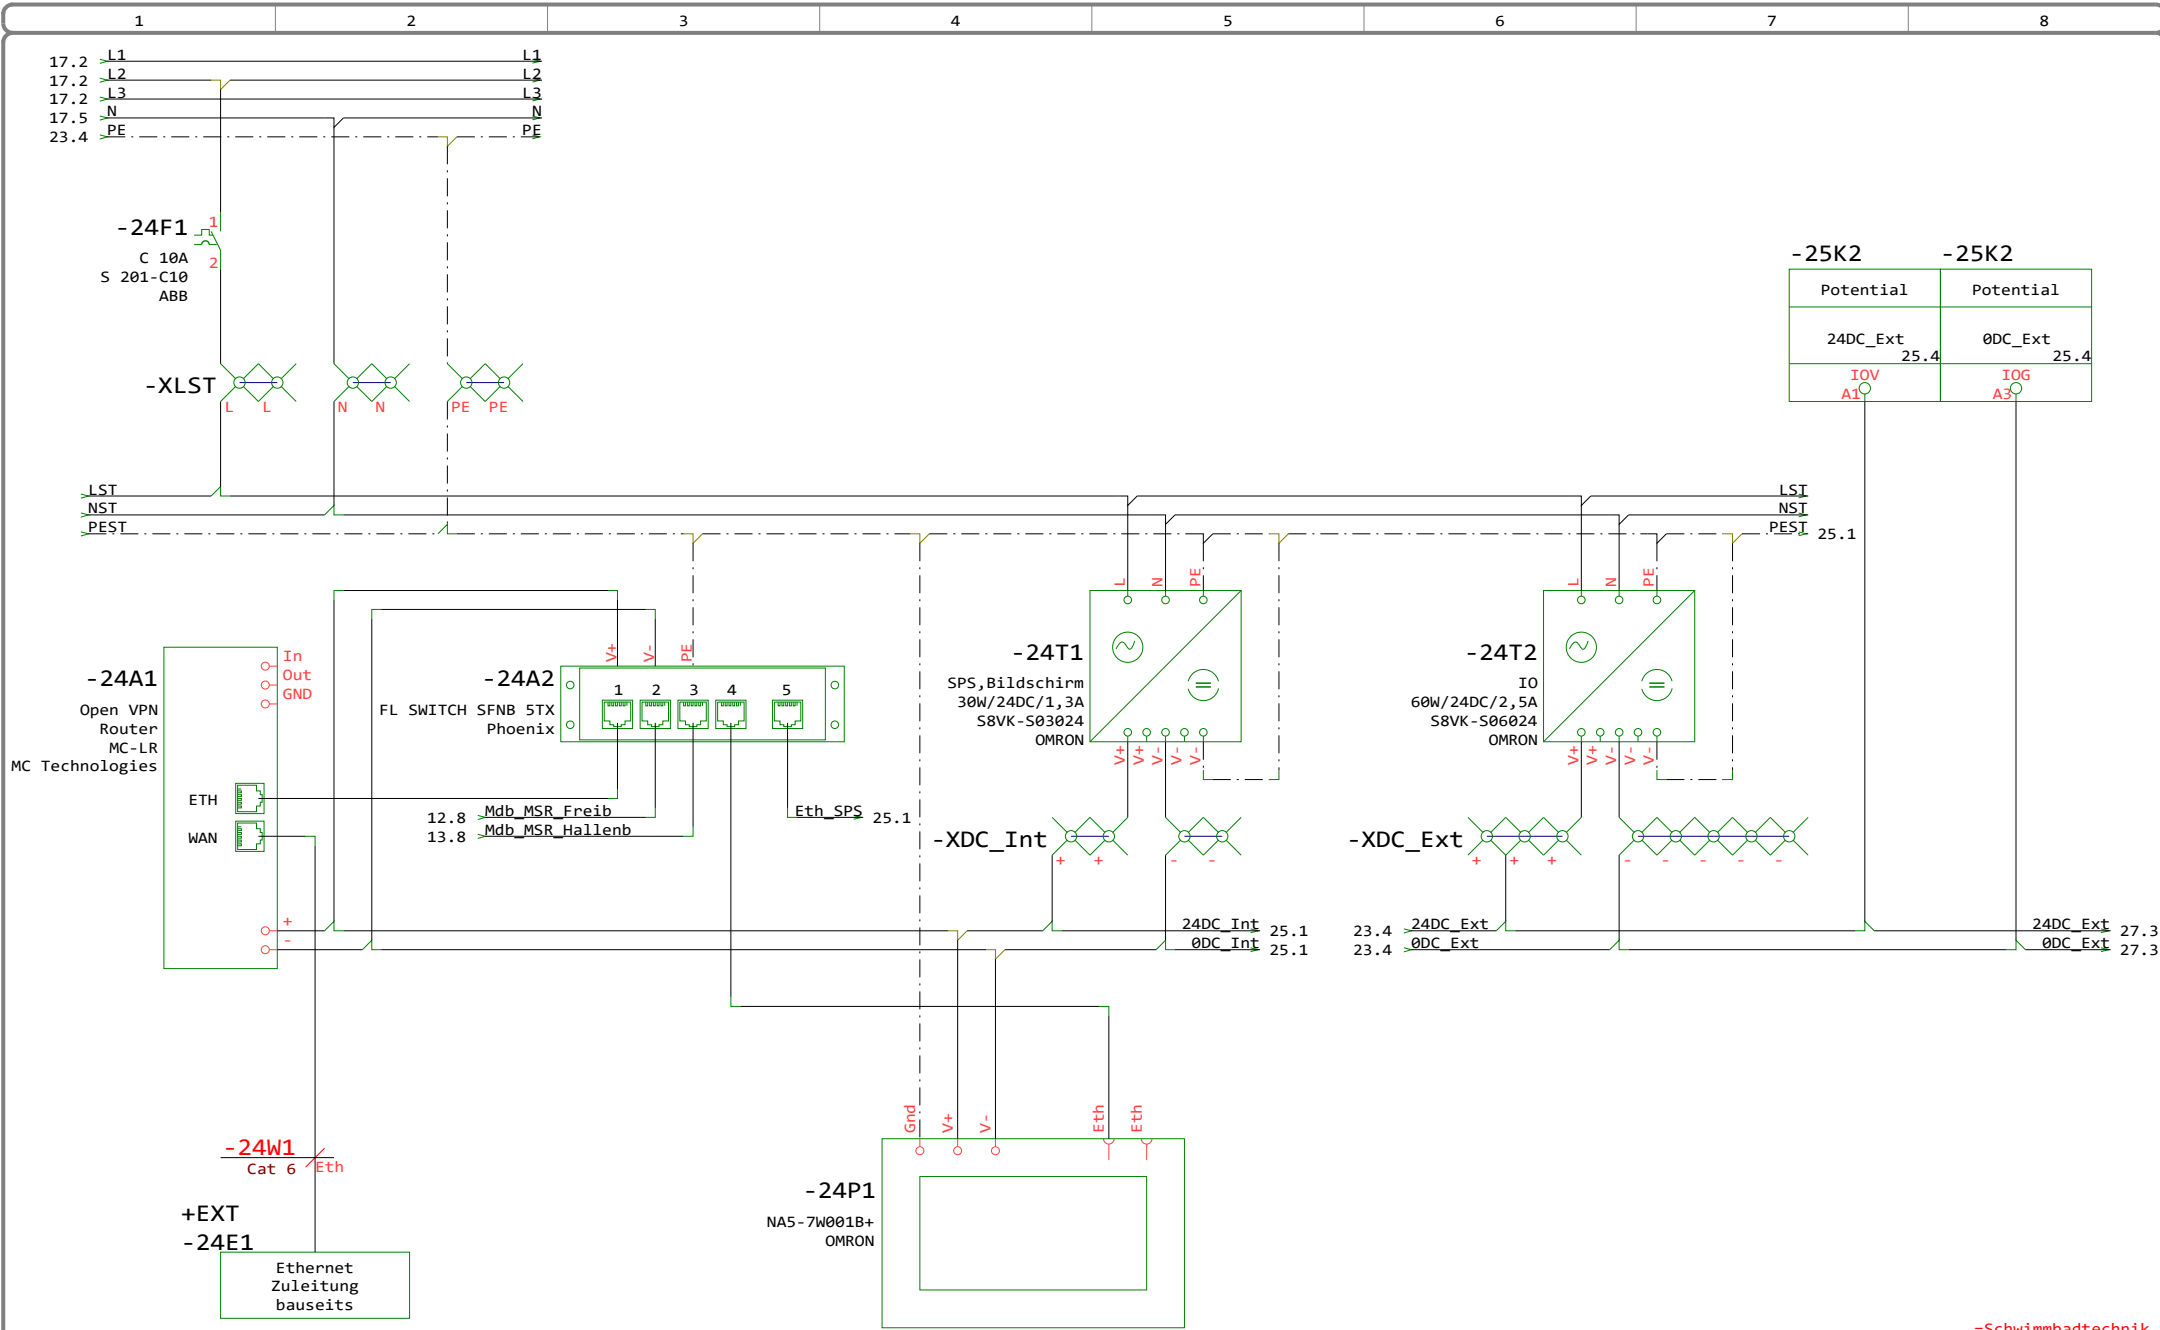 1 2 3 4 5 6 7 8
17.2 L1 L1
17.2 L2 L2
17.2 L3 L3
17.5 N N
23.4 PE PE
-24F1
1
2
C 10A
S 201-C10
ABB
-25K2 -25K2
Potential Potential
24DC_Ext 0DC_Ext
25.4 25.4
IOV IOG
A1 A3
-XLST
L L N N PE PE
LST LST
NST NST
PEST PEST 25.1
L N PE L N PE
-24A1
Open VPN
Router
MC-LR
MC Technologies
In
Out
GND
ETH
WAN
+
-
-24A2
FL SWITCH SFNB 5TX
Phoenix
V+ V- PE
1 2 3 4 5
12.8 Mdb_MSR_Freib
13.8 Mdb_MSR_Hallenb
Eth_SPS 25.1
-24T1
SPS,Bildschirm
30W/24DC/1,3A
S8VK-S03024
OMRON
V+ V+ V- V- V-
-24T2
IO
60W/24DC/2,5A
S8VK-S06024
OMRON
V+ V+ V- V-
-XDC_Int
+ + - -
-XDC_Ext
+ + + - - - - -
24DC_Int 25.1
0DC_Int 25.1
23.4 24DC_Ext 24DC_Ext 27.3
23.4 0DC_Ext 0DC_Ext 27.3
Gnd V+ V- Eth Eth
-24W1
Cat 6 Eth
+EXT
-24E1
Ethernet
Zuleitung
bauseits
-24P1
NA5-7W001B+
OMRON
=Schwimmbadtechnik